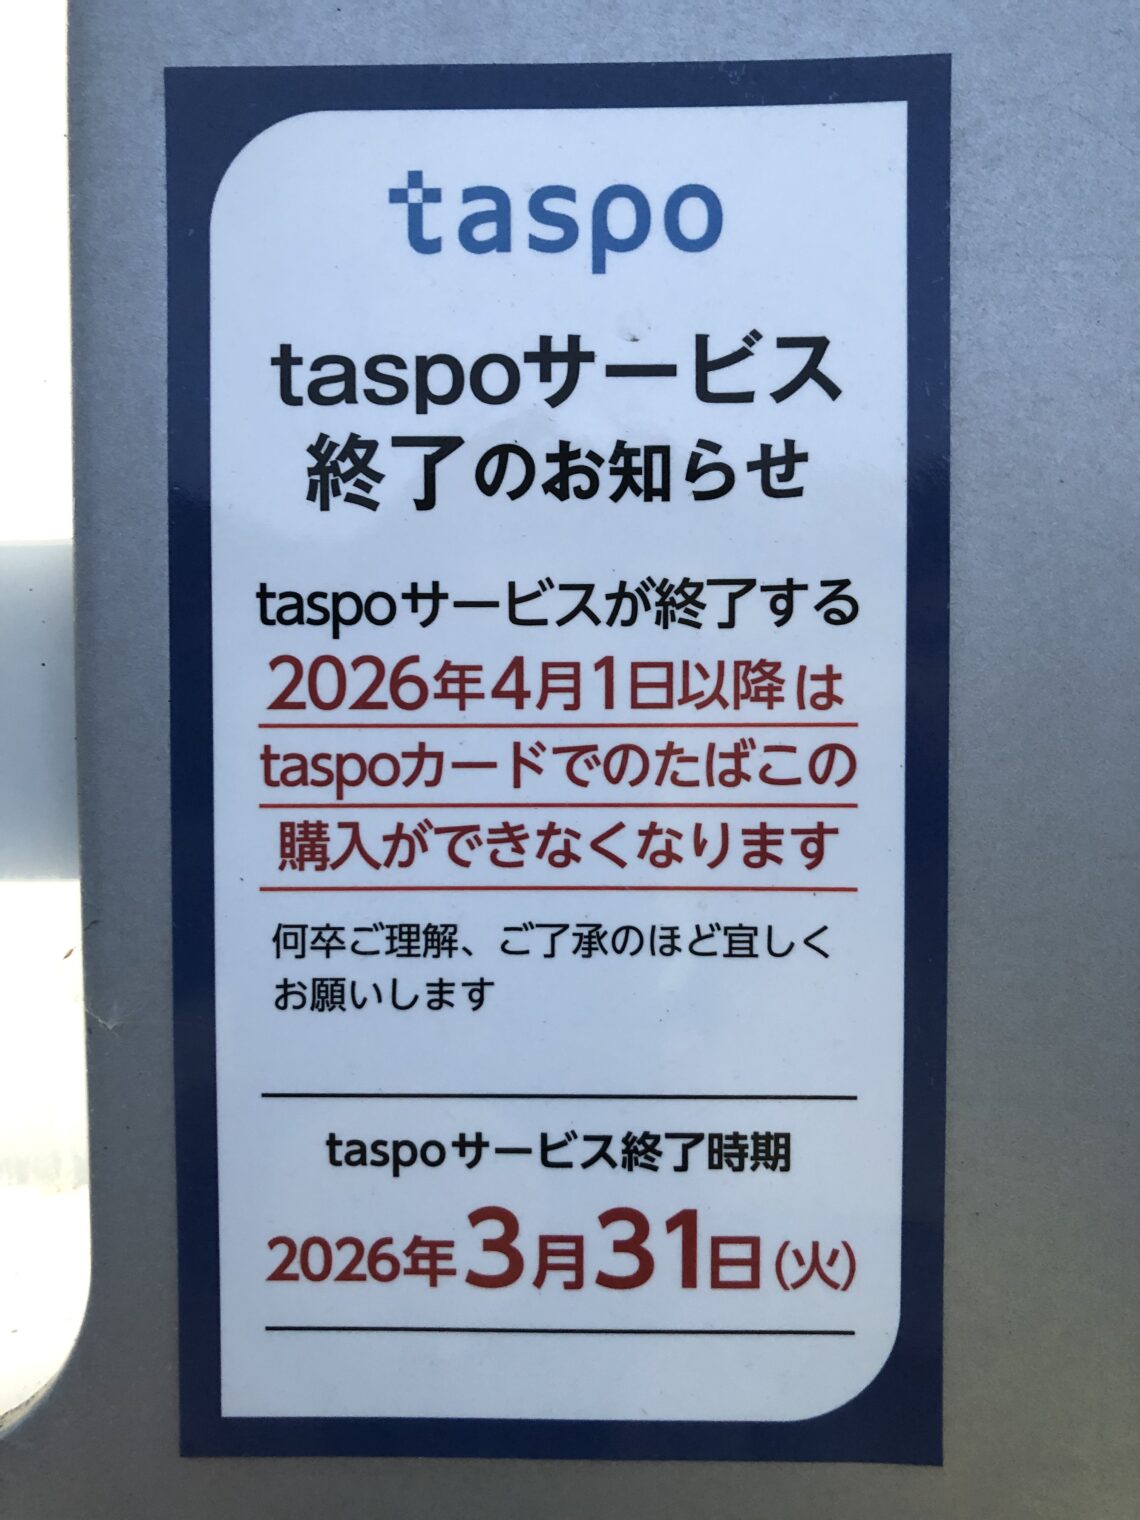 taspo
taspoサービス
終了のお知らせ
taspoサービスが終了する
2026年4月1日以降は
taspoカードでのたばこの
購入ができなくなります
何卒ご理解、ご了承のほど宜しく
お願いします
taspoサービス終了時期
2026年3月31日(火)